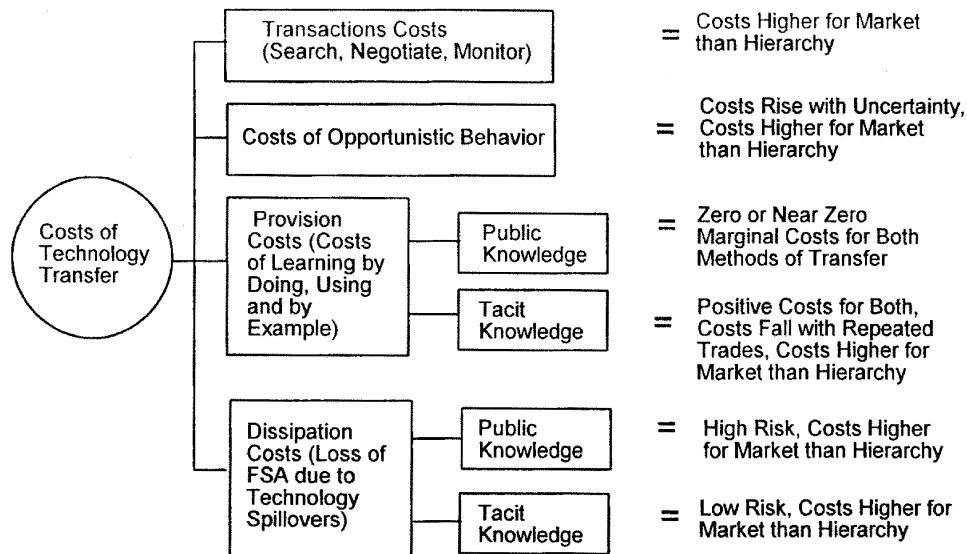 Transactions Costs
(Search, Negotiate, Monitor)
= Costs Higher for Market
than Hierarchy
Costs of Opportunistic Behavior
= Costs Rise with Uncertainty,
Costs Higher for Market
than Hierarchy
Costs of
Technology
Transfer
Provision
Costs (Costs
of Learning by
Doing, Using
and by
Example)
Public
Knowledge
= Zero or Near Zero
Marginal Costs for Both
Methods of Transfer
Tacit
Knowledge
= Positive Costs for Both,
Costs Fall with Repeated
Trades, Costs Higher for
Market than Hierarchy
Dissipation
Costs (Loss of
FSA due to
Technology
Spillovers)
Public
Knowledge
= High Risk, Costs Higher
for Market than Hierarchy
Tacit
Knowledge
= Low Risk, Costs Higher for
Market than Hierarchy